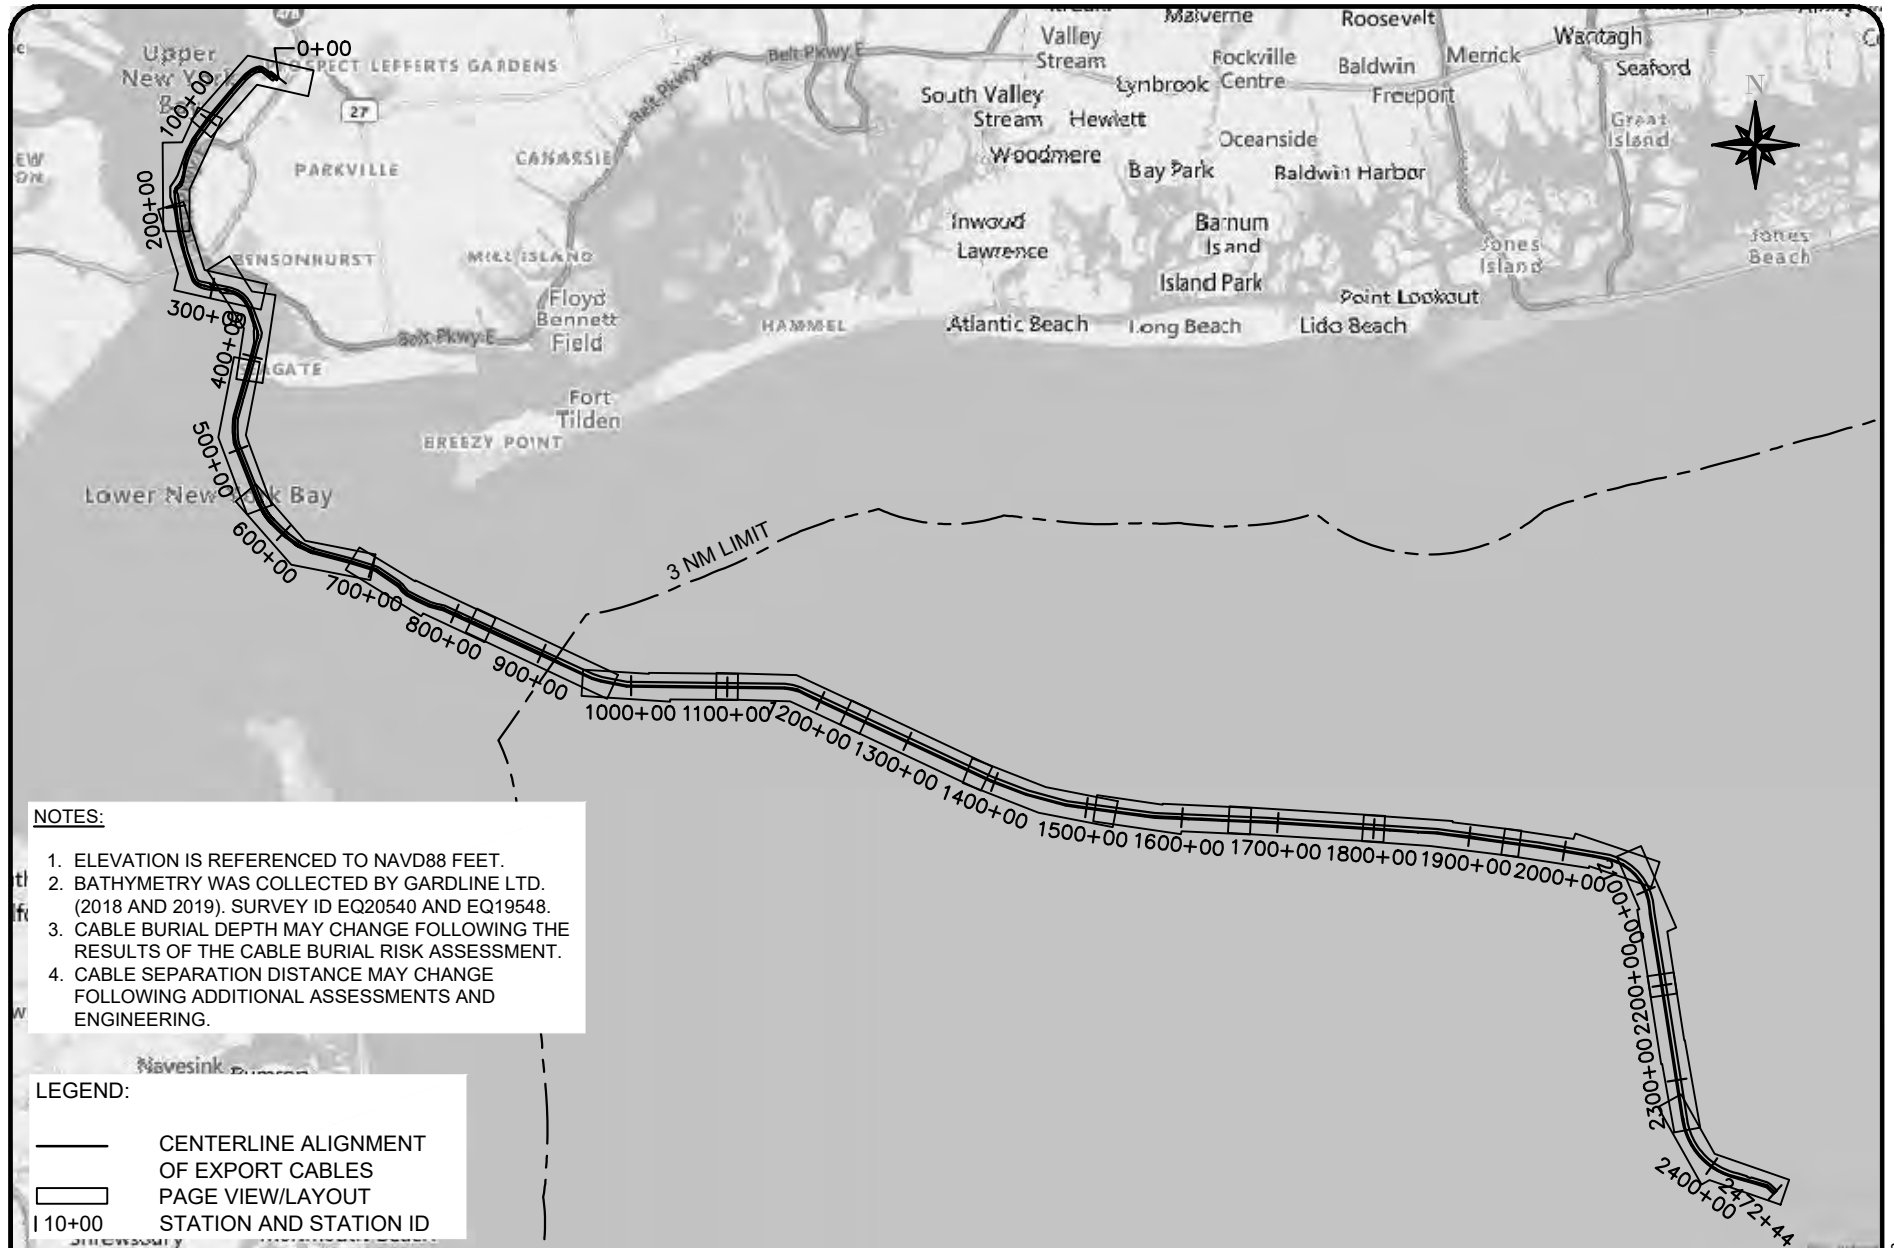 Malverne
Roosevelt
Valley
Stream
Rockville
Centre
Baldwin
Merrick
Wantagh
Seaford
Lynbrook
Freeport
South Valley
Stream
Hewlett
Great
Island
Oceanside
Woodmere
Bay Park
Baldwin Harbor
N
Upper
New York
Bay
0+00
PROSPECT LEFFERTS GARDENS
Belt Pkwy W
Belt Pkwy E
100+00
27
PARKVILLE
CANARSIE
200+00
Inwood
Lawrence
Barnum
Island
Island Park
Jones
Island
Jones
Beach
BENSONHURST
MILL ISLAND
Floyd
Bennett
Field
300+00
Belt Pkwy E
HAMMEL
Atlantic Beach
Long Beach
Lido Beach
Point Lookout
400+00
SEAGATE
Fort
Tilden
BREEZY POINT
500+00
Lower New York Bay
600+00
3 NM LIMIT
700+00
800+00
900+00
1000+00
1100+00
1200+00
1300+00
1400+00
1500+00
1600+00
1700+00
1800+00
1900+00
2000+00
2100+00
2200+00
2300+00
2400+00
2472+44
NOTES:
1. ELEVATION IS REFERENCED TO NAVD88 FEET.
2. BATHYMETRY WAS COLLECTED BY GARDLINE LTD.
(2018 AND 2019). SURVEY ID EQ20540 AND EQ19548.
3. CABLE BURIAL DEPTH MAY CHANGE FOLLOWING THE
RESULTS OF THE CABLE BURIAL RISK ASSESSMENT.
4. CABLE SEPARATION DISTANCE MAY CHANGE
FOLLOWING ADDITIONAL ASSESSMENTS AND
ENGINEERING.
Navesink
LEGEND:
CENTERLINE ALIGNMENT
OF EXPORT CABLES
PAGE VIEW/LAYOUT
10+00 STATION AND STATION ID